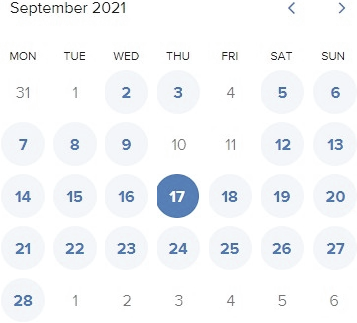 September 2021
MON TUE WED THU FRI SAT SUN
31 1 2 3 4 5 6
7 8 9 10 11 12 13
14 15 16 17 18 19 20
21 22 23 24 25 26 27
28 1 2 3 4 5 6